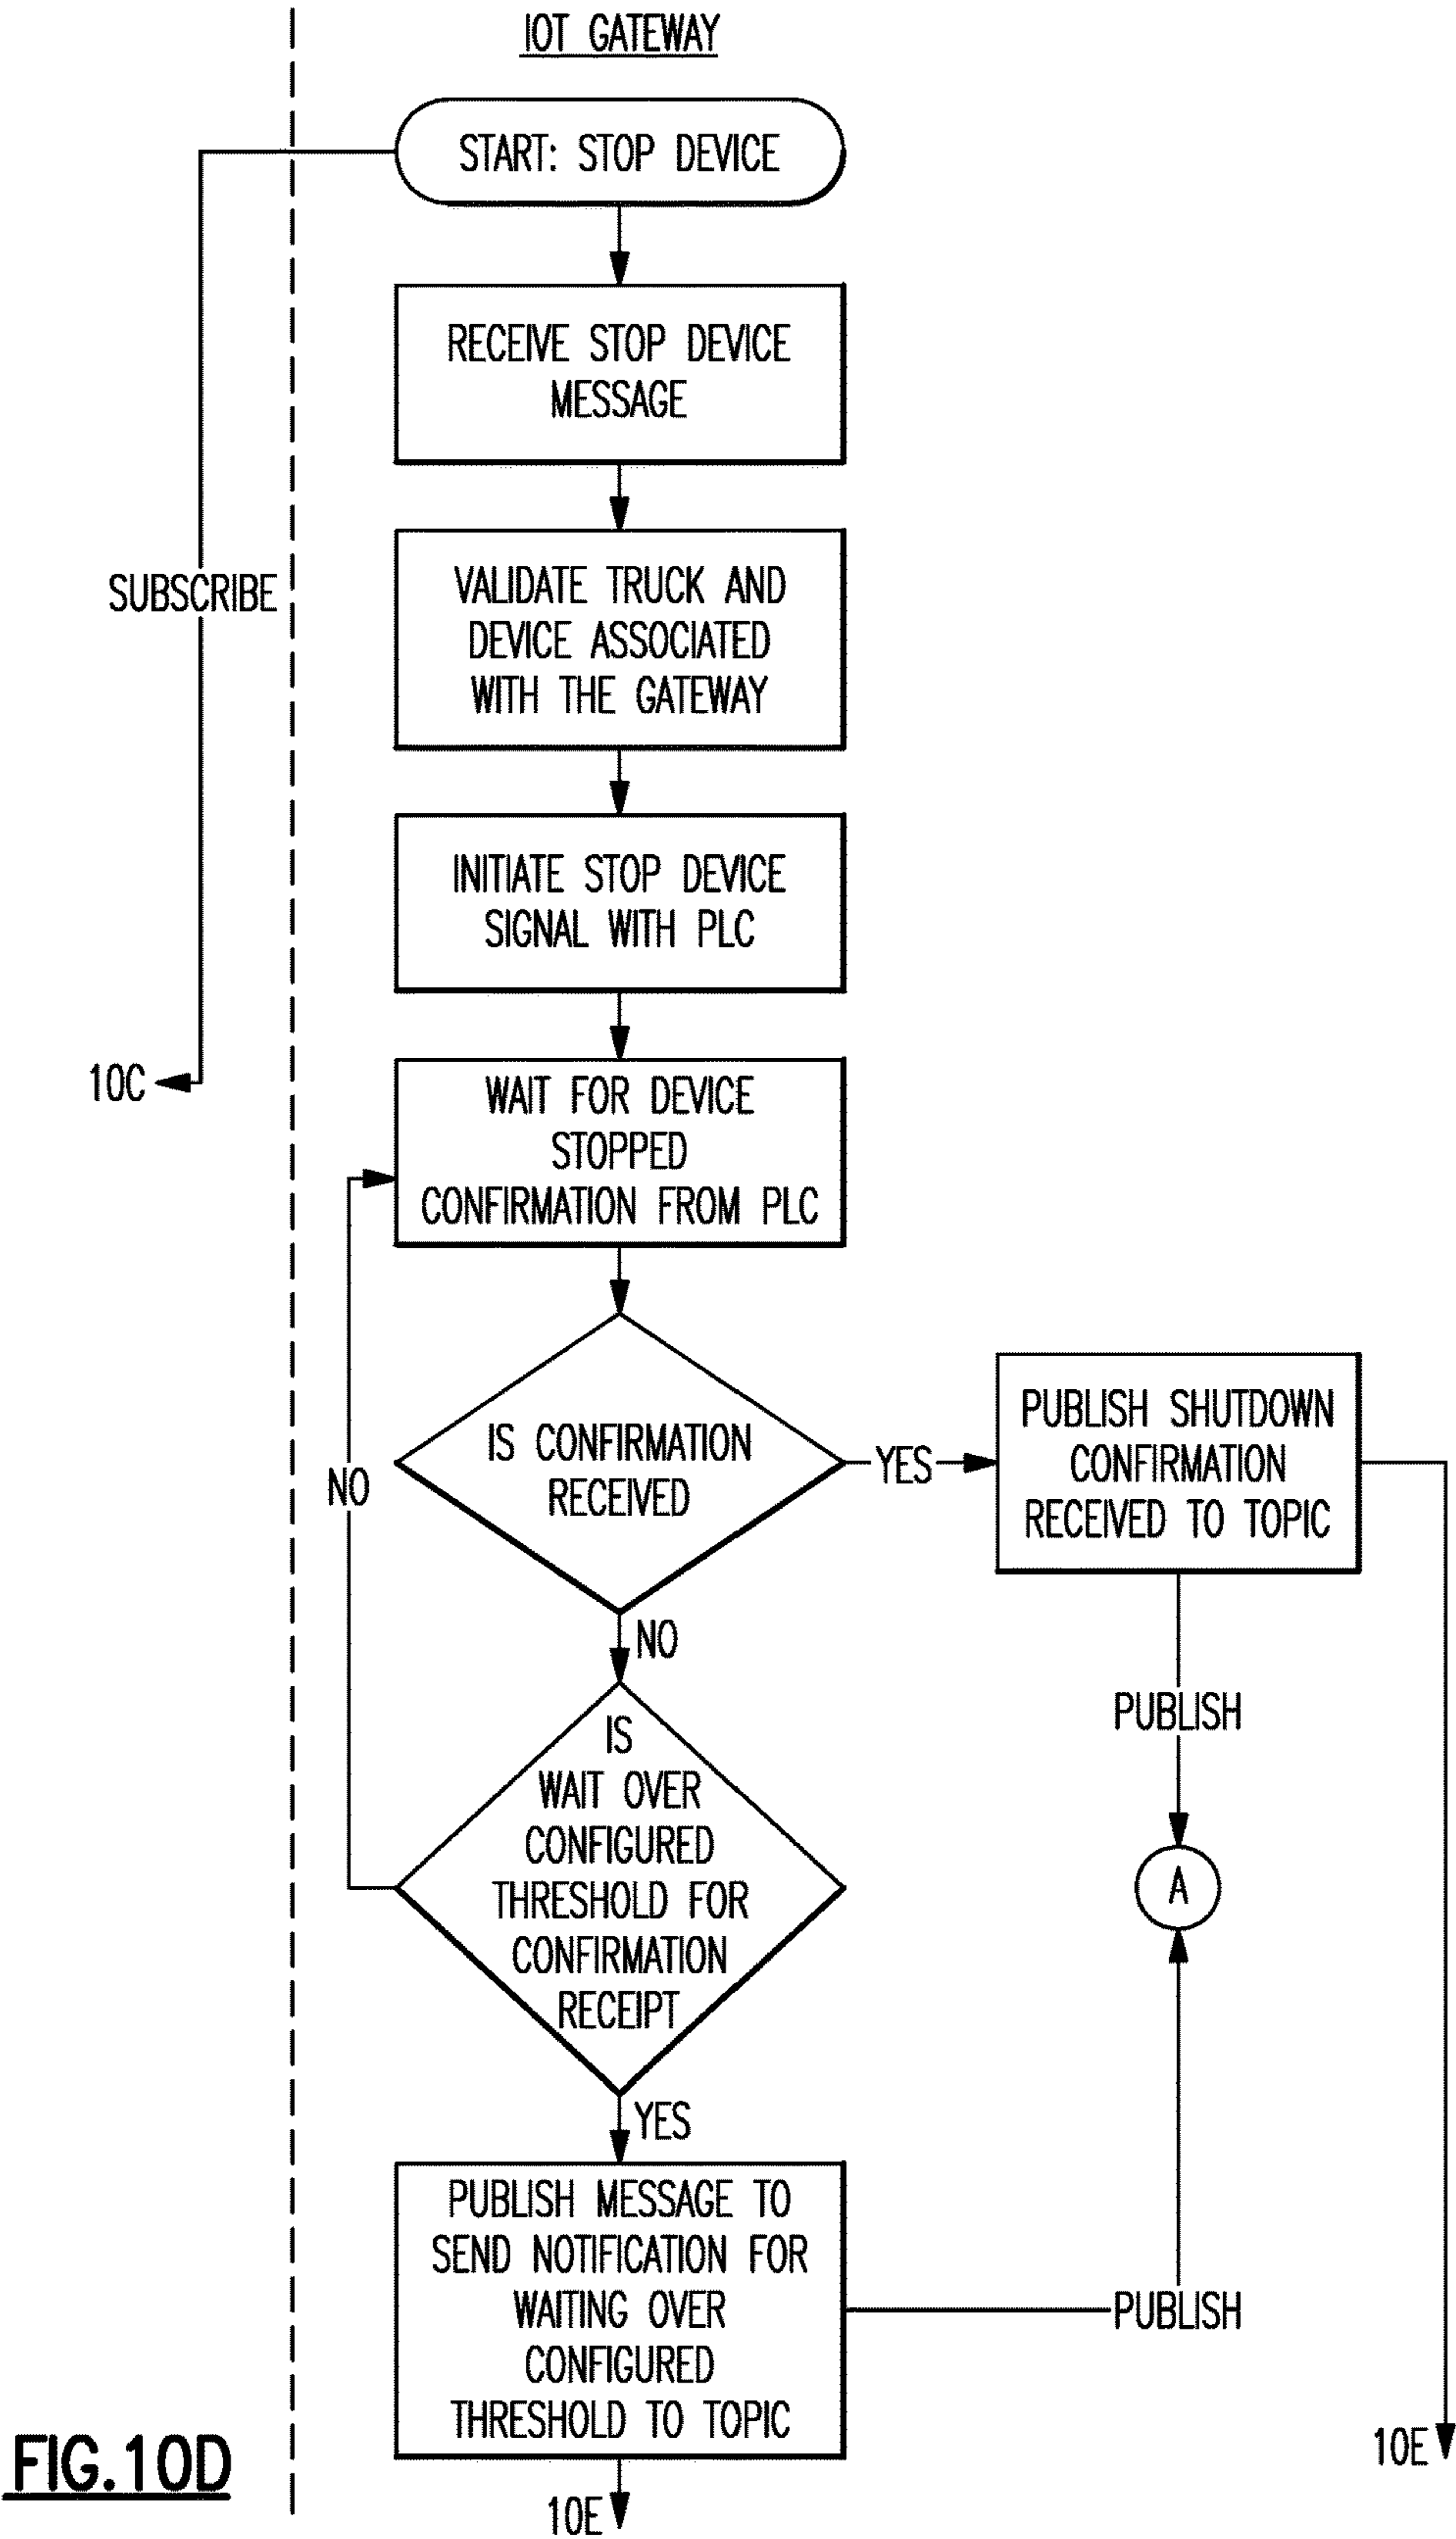 IOT GATEWAY
START: STOP DEVICE
RECEIVE STOP DEVICE
MESSAGE
SUBSCRIBE
VALIDATE TRUCK AND
DEVICE ASSOCIATED
WITH THE GATEWAY
INITIATE STOP DEVICE
SIGNAL WITH PLC
10C
WAIT FOR DEVICE
STOPPED
CONFIRMATION FROM PLC
IS CONFIRMATION
RECEIVED
YES
PUBLISH SHUTDOWN
CONFIRMATION
RECEIVED TO TOPIC
NO
NO
PUBLISH
IS
WAIT OVER
CONFIGURED
THRESHOLD FOR
CONFIRMATION
RECEIPT
A
YES
PUBLISH MESSAGE TO
SEND NOTIFICATION FOR
WAITING OVER
CONFIGURED
THRESHOLD TO TOPIC
PUBLISH
10E
10E
FIG.10D